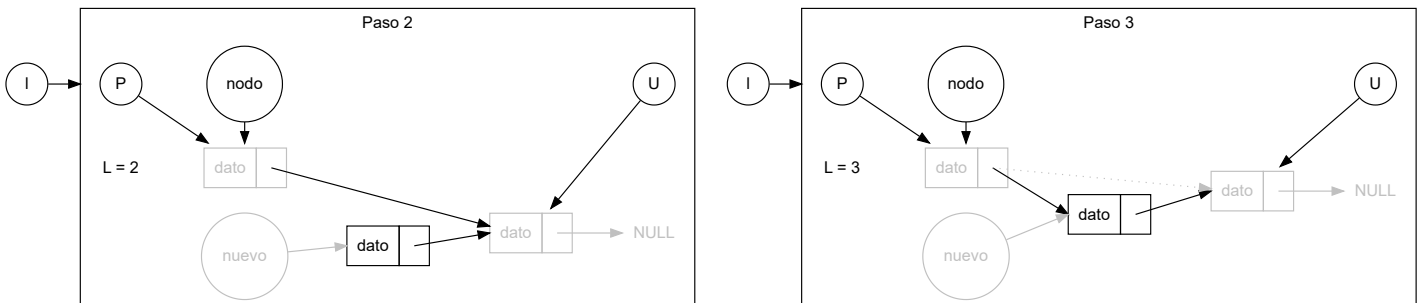 Paso 2
I
P
nodo
U
L = 2
dato
nuevo
dato
dato
NULL
Paso 3
I
P
nodo
U
L = 3
dato
dato
NULL
dato
nuevo